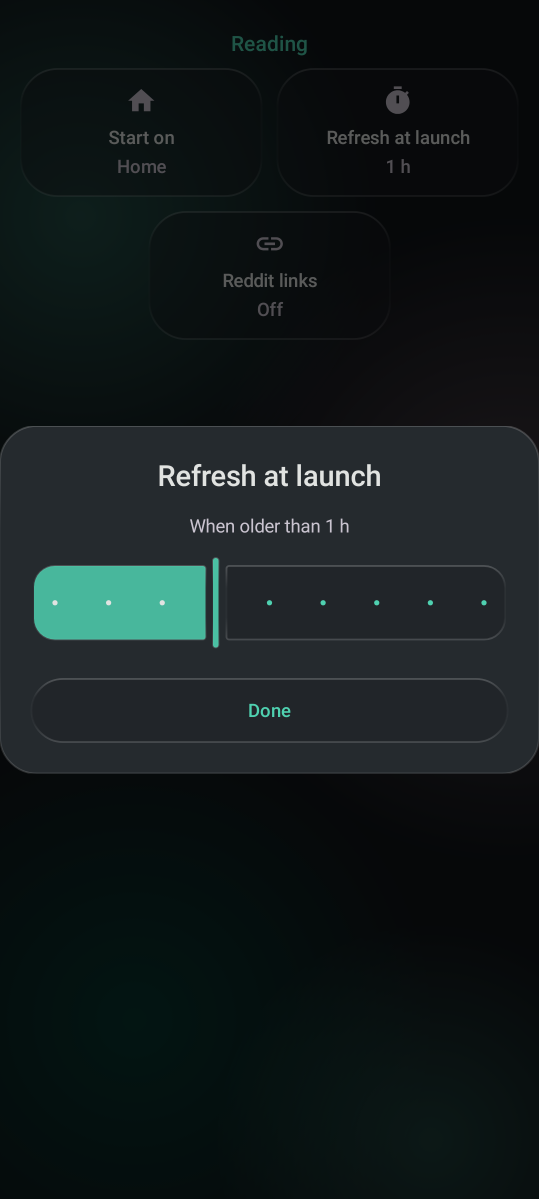 Reading
Start on
Home
Refresh at launch
1 h
Reddit links
Off
Refresh at launch
When older than 1 h
Done